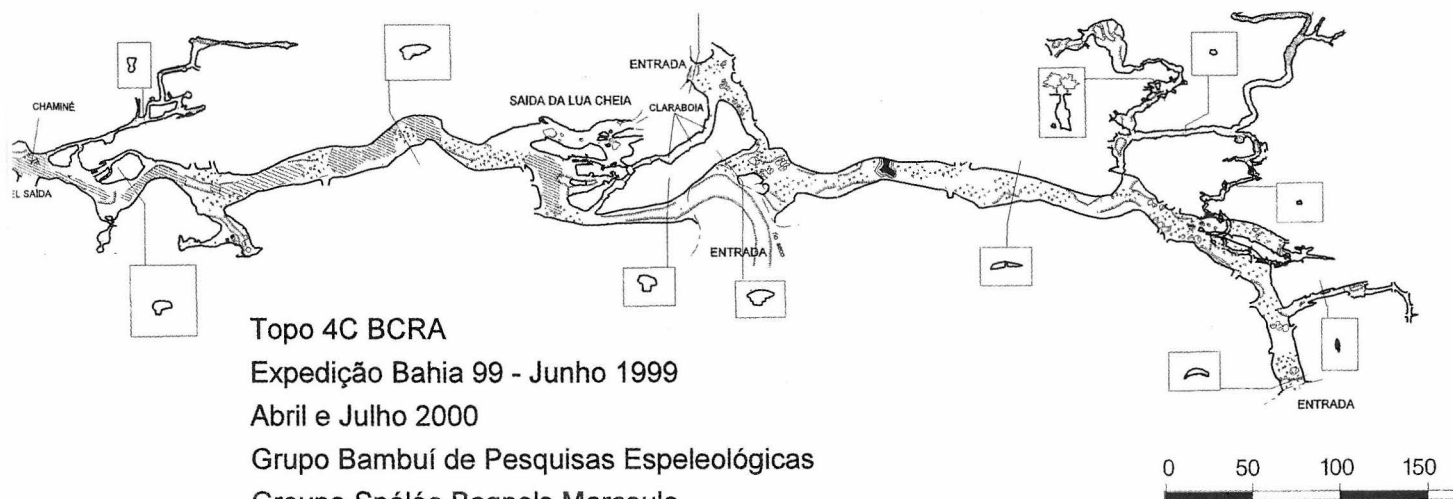 ENTRADA
CHAMINÉ
SAIDA DA LUA CHEIA
CLARABOIA
EL SAÍDA
ENTRADA
ENTRADA
Topo 4C BCRA
Expedição Bahia 99 - Junho 1999
Abril e Julho 2000
Grupo Bambuí de Pesquisas Espeleológicas
0 50 100 150